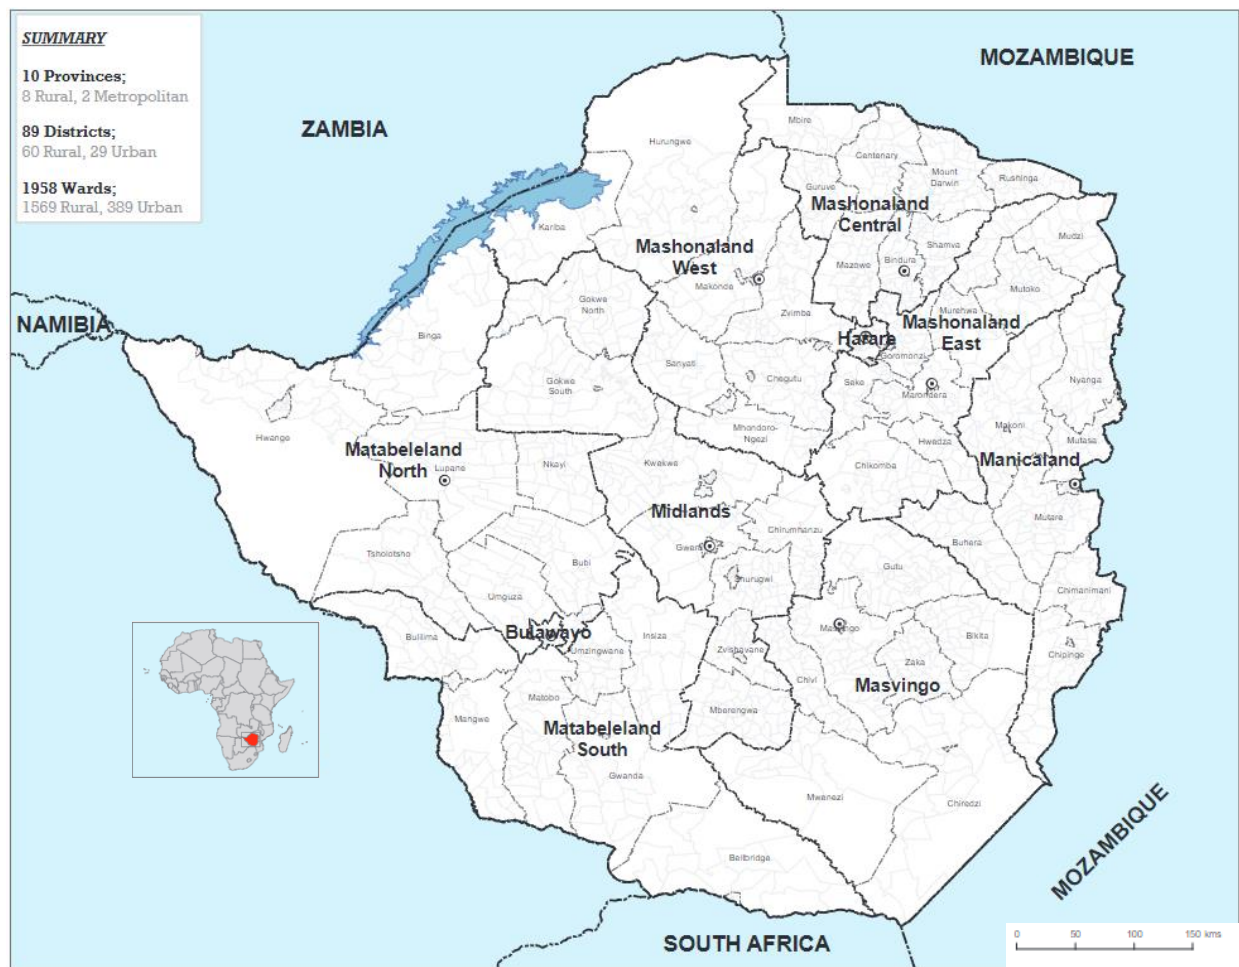 SUMMARY
10 Provinces;
8 Rural, 2 Metropolitan
89 Districts;
60 Rural, 29 Urban
1958 Wards;
1569 Rural, 389 Urban
MOZAMBIQUE
ZAMBIA
NAMIBIA
Mbire
Hurungwe
Centenary
Mount
Darwin
Rushinga
Guruve
Mashonaland
Central
Kariba
Mashonaland
West
Shamva
Mudzi
Mazowe
Bindura
Makonde
Mutoko
Gokwe
North
Zvimba
Murehwa
Mashonaland
East
Harare
Goromonzi
Binga
Sanyati
Chegutu
Seke
Marondera
Nyanga
Gokwe
South
Mhondoro-
Ngezi
Makoni
Mutasa
Hwange
Hwedza
Matabeleland
North
Lupane
Nkayi
Kwekwe
Chikomba
Manicaland
Midlands
Chirumhanzu
Mutare
Tsholotsho
Gweru
Buhera
Bubi
Shurugwi
Gutu
Chimanimani
Umguza
Bulilima
Bulawayo
Insiza
Masvingo
Bikita
Umzingwane
Zvishavane
Zaka
Chipinge
Chivi
Masvingo
Mangwe
Matobo
Mberengwa
Matabeleland
South
Gwanda
Mwenezi
Chiredzi
Beitbridge
MOZAMBIQUE
SOUTH AFRICA
0 50 100 150 kms